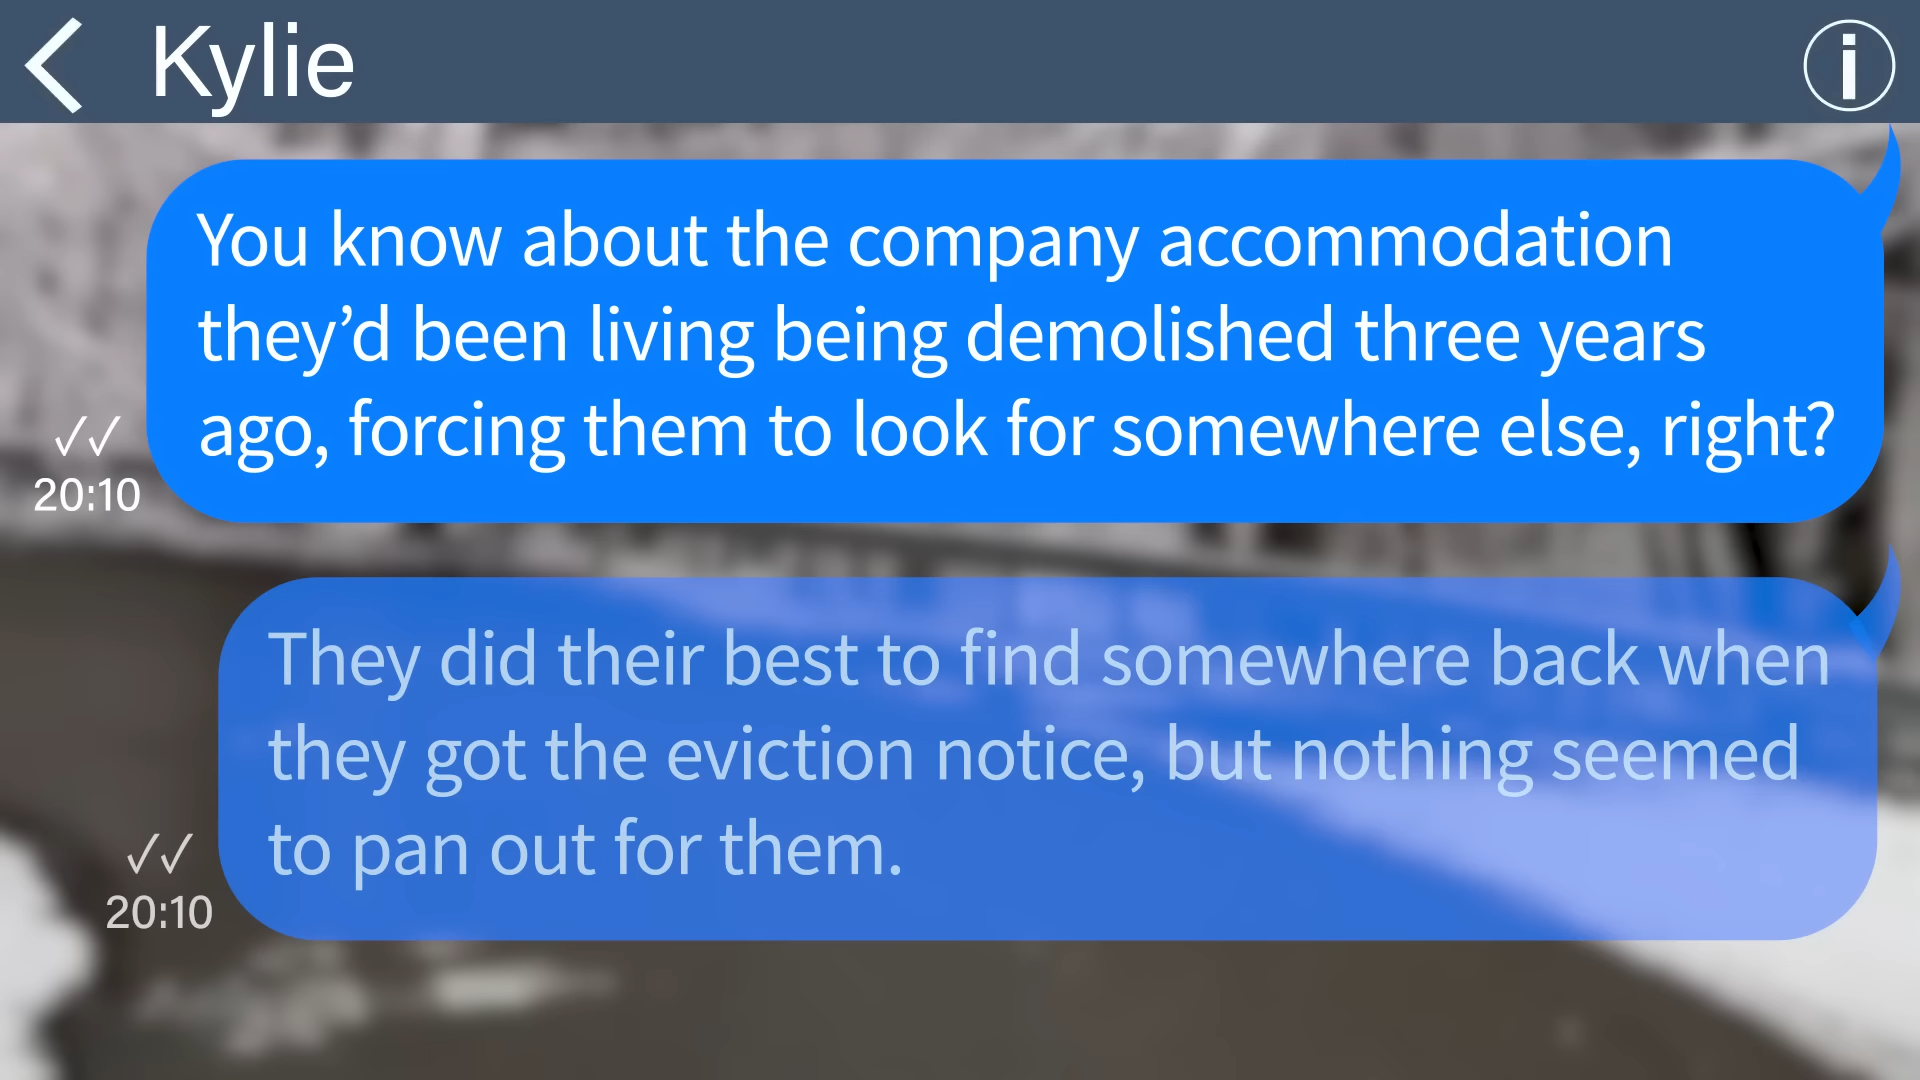 Kylie
You know about the company accommodation
they’d been living being demolished three years
ago, forcing them to look for somewhere else, right?
✓✓
20:10
They did their best to find somewhere back when
they got the eviction notice, but nothing seemed
to pan out for them.
✓✓
20:10